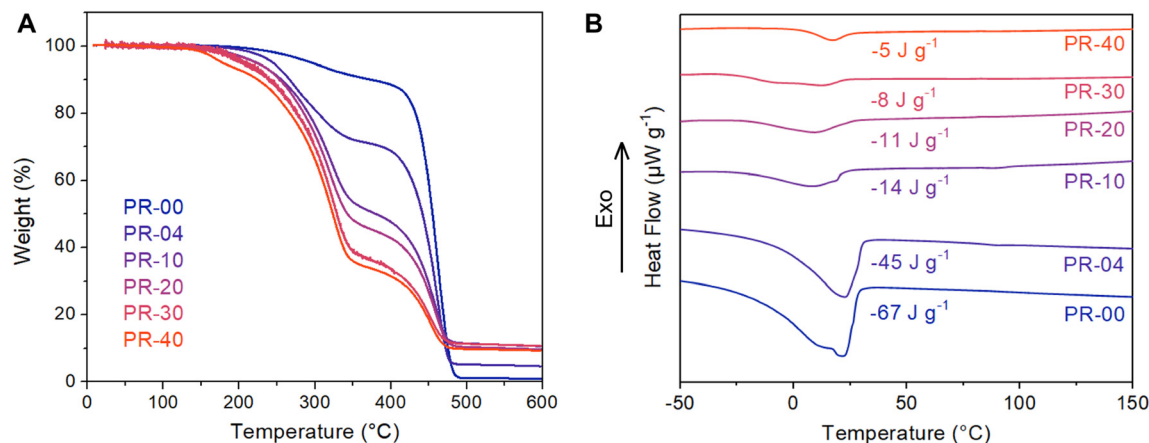 A
100
80
60
40
20
0
Weight (%)
PR-00
PR-04
PR-10
PR-20
PR-30
PR-40
0 100 200 300 400 500 600
Temperature (°C)
B
Exo
Heat Flow (µW g⁻¹)
-5 J g⁻¹ PR-40
-8 J g⁻¹ PR-30
-11 J g⁻¹ PR-20
-14 J g⁻¹ PR-10
-45 J g⁻¹ PR-04
-67 J g⁻¹ PR-00
-50 0 50 100 150
Temperature (°C)